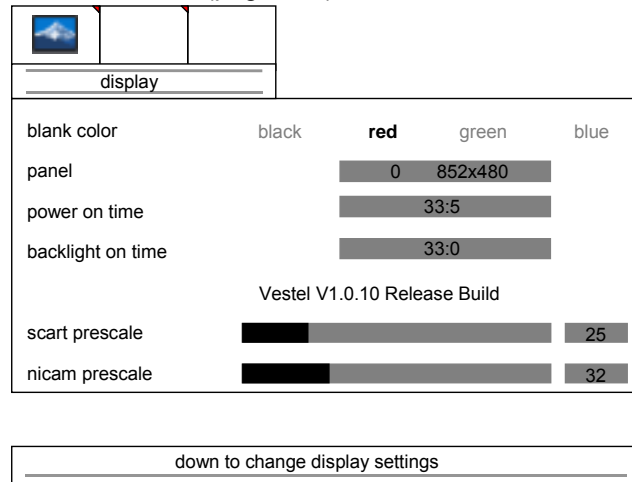 display
blank color black red green blue
panel 0 852x480
power on time 33:5
backlight on time 33:0
Vestel V1.0.10 Release Build
scart prescale 25
nicam prescale 32
down to change display settings